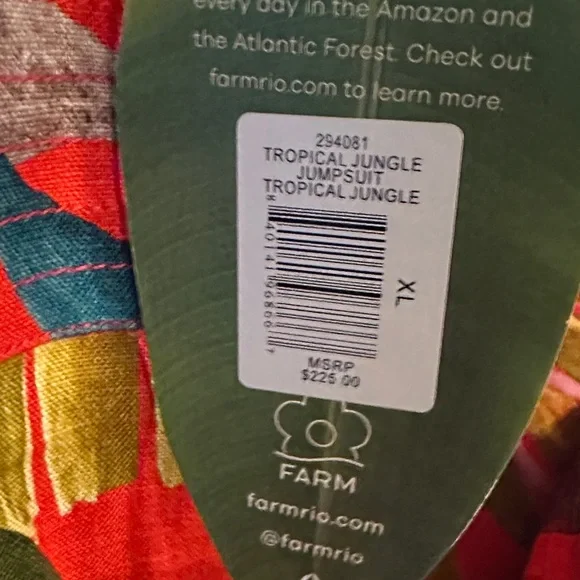 every day in the Amazon and
the Atlantic Forest. Check out
farmrio.com to learn more.
294081
TROPICAL JUNGLE
JUMPSUIT
TROPICAL JUNGLE
XL
MSRP
$225.00
FARM
farmrio.com
@farmrio